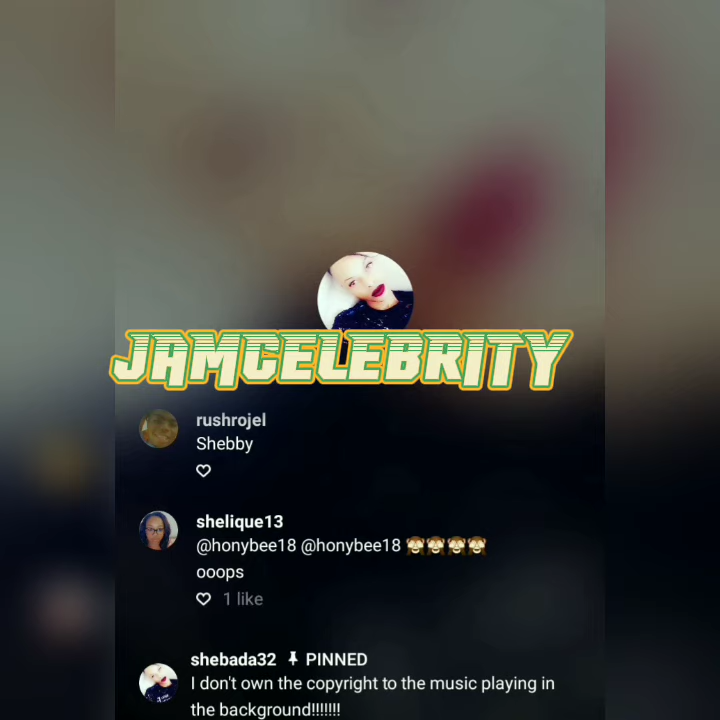 JAMCELEBRITY
rushrojel
Shebby
shelique13
@honybee18 @honybee18 🙈🙈🙈🙈
ooops
1 like
shebada32 PINNED
I don't own the copyright to the music playing in
the background!!!!!!!